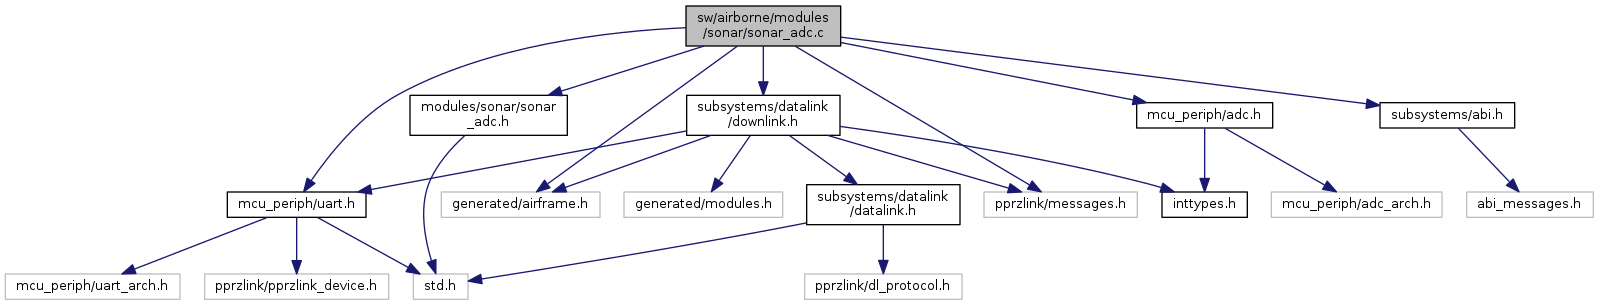 sw/airborne/modules
/sonar/sonar_adc.c
modules/sonar/sonar
_adc.h
subsystems/datalink
/downlink.h
mcu_periph/adc.h
subsystems/abi.h
mcu_periph/uart.h
generated/airframe.h
generated/modules.h
subsystems/datalink
/datalink.h
pprzlink/messages.h
inttypes.h
mcu_periph/adc_arch.h
abi_messages.h
mcu_periph/uart_arch.h
pprzlink/pprzlink_device.h
std.h
pprzlink/dl_protocol.h